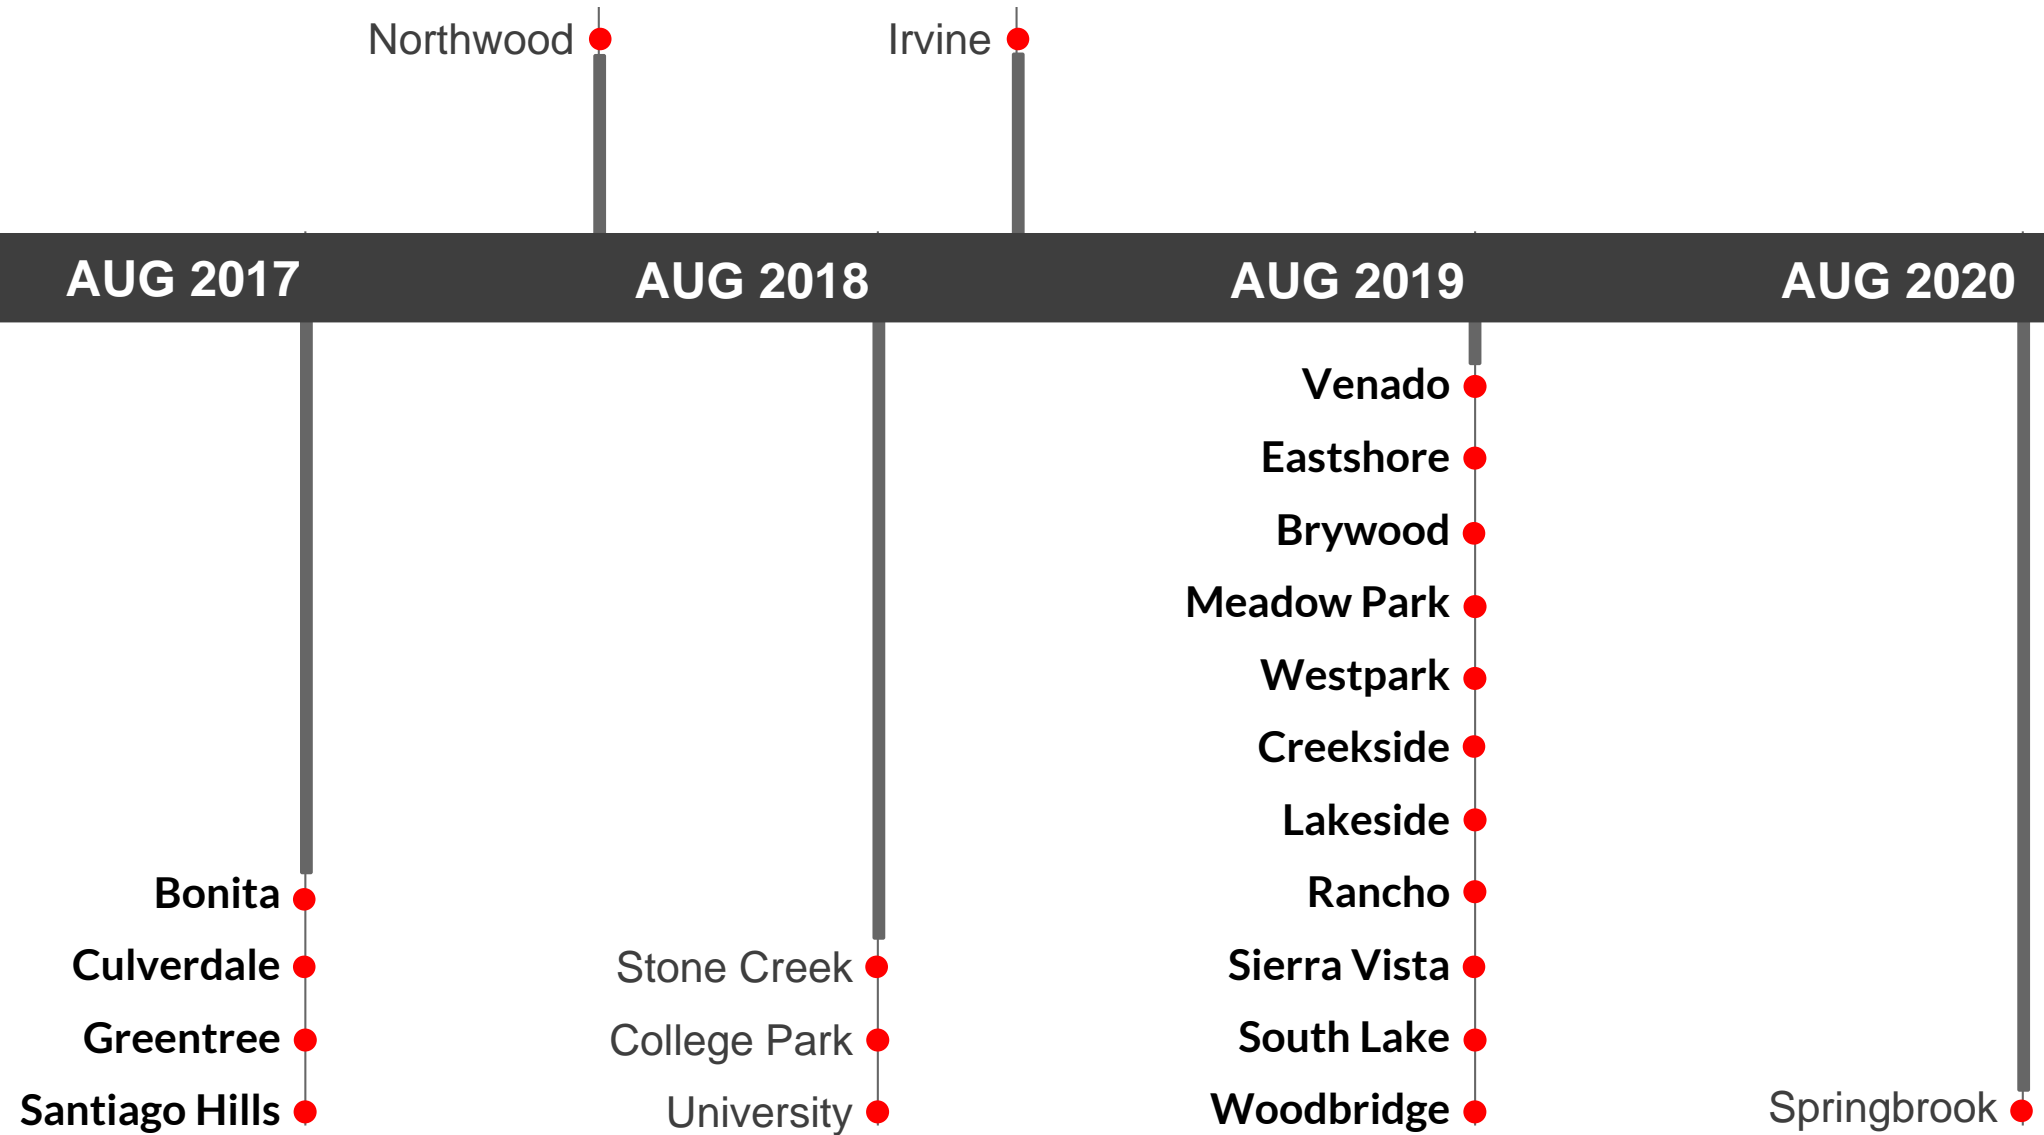 Northwood
Irvine
AUG 2017
AUG 2018
AUG 2019
AUG 2020
Bonita
Culverdale
Greentree
Santiago Hills
Stone Creek
College Park
University
Venado
Eastshore
Brywood
Meadow Park
Westpark
Creekside
Lakeside
Rancho
Sierra Vista
South Lake
Woodbridge
Springbrook